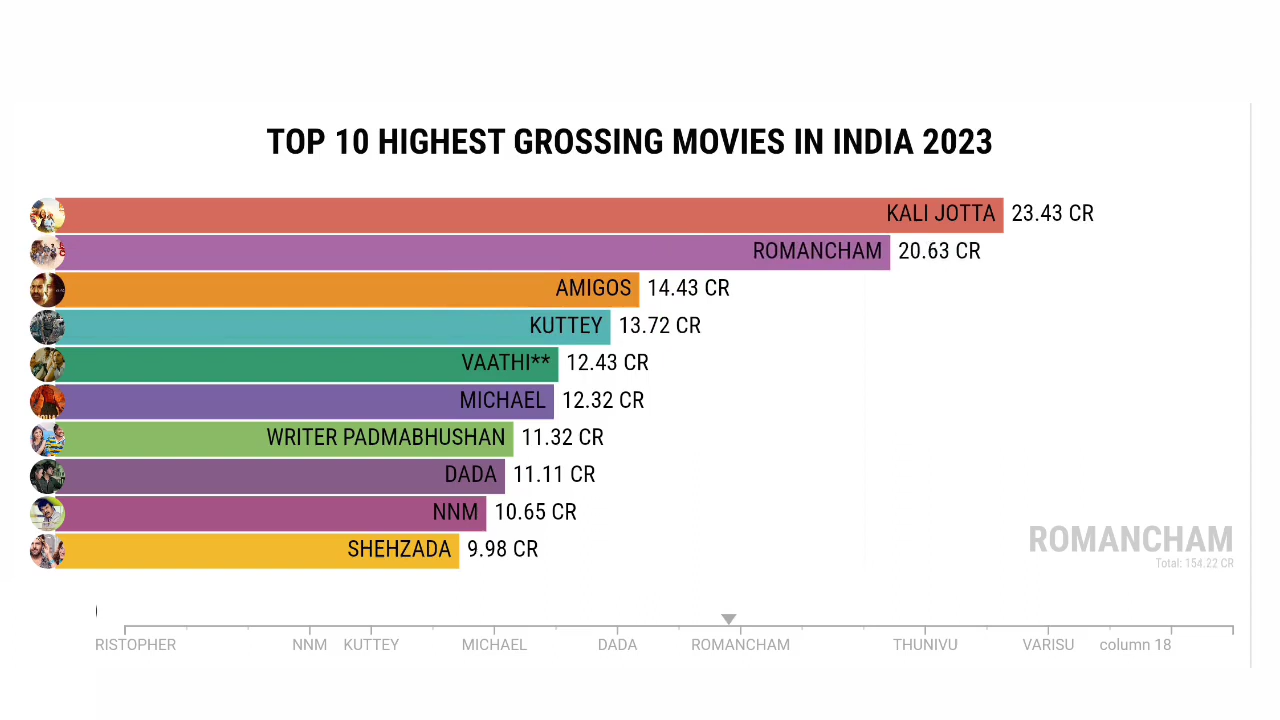 TOP 10 HIGHEST GROSSING MOVIES IN INDIA 2023
KALI JOTTA 23.43 CR
ROMANCHAM 20.63 CR
AMIGOS 14.43 CR
KUTTEY 13.72 CR
VAATHI** 12.43 CR
MICHAEL 12.32 CR
WRITER PADMABHUSHAN 11.32 CR
DADA 11.11 CR
NNM 10.65 CR
SHEHZADA 9.98 CR
ROMANCHAM
Total: 154.22 CR
RISTOPHER NNM KUTTEY MICHAEL DADA ROMANCHAM THUNIVU VARISU column 18